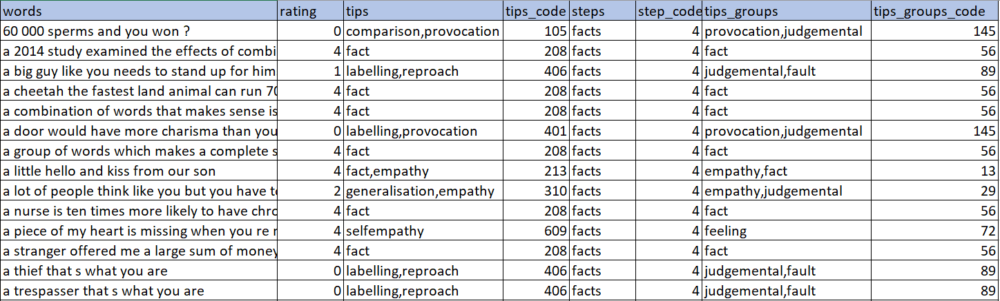 words rating tips tips_code steps step_code tips_groups tips_groups_code
60 000 sperms and you won ? 0 comparison,provocation 105 facts 4 provocation,judgemental 145
a 2014 study examined the effects of combi 4 fact 208 facts 4 fact 56
a big guy like you needs to stand up for him 1 labelling,reproach 406 facts 4 judgemental,fault 89
a cheetah the fastest land animal can run 70 4 fact 208 facts 4 fact 56
a combination of words that makes sense is 4 fact 208 facts 4 fact 56
a door would have more charisma than you 0 labelling,provocation 401 facts 4 provocation,judgemental 145
a group of words which makes a complete s 4 fact 208 facts 4 fact 56
a little hello and kiss from our son 4 fact,empathy 213 facts 4 empathy,fact 13
a lot of people think like you but you have to 2 generalisation,empathy 310 facts 4 empathy,judgemental 29
a nurse is ten times more likely to have chro 4 fact 208 facts 4 fact 56
a piece of my heart is missing when you re n 4 selfempathy 609 facts 4 feeling 72
a stranger offered me a large sum of money 4 fact 208 facts 4 fact 56
a thief that s what you are 0 labelling,reproach 406 facts 4 judgemental,fault 89
a trespasser that s what you are 0 labelling,reproach 406 facts 4 judgemental,fault 89